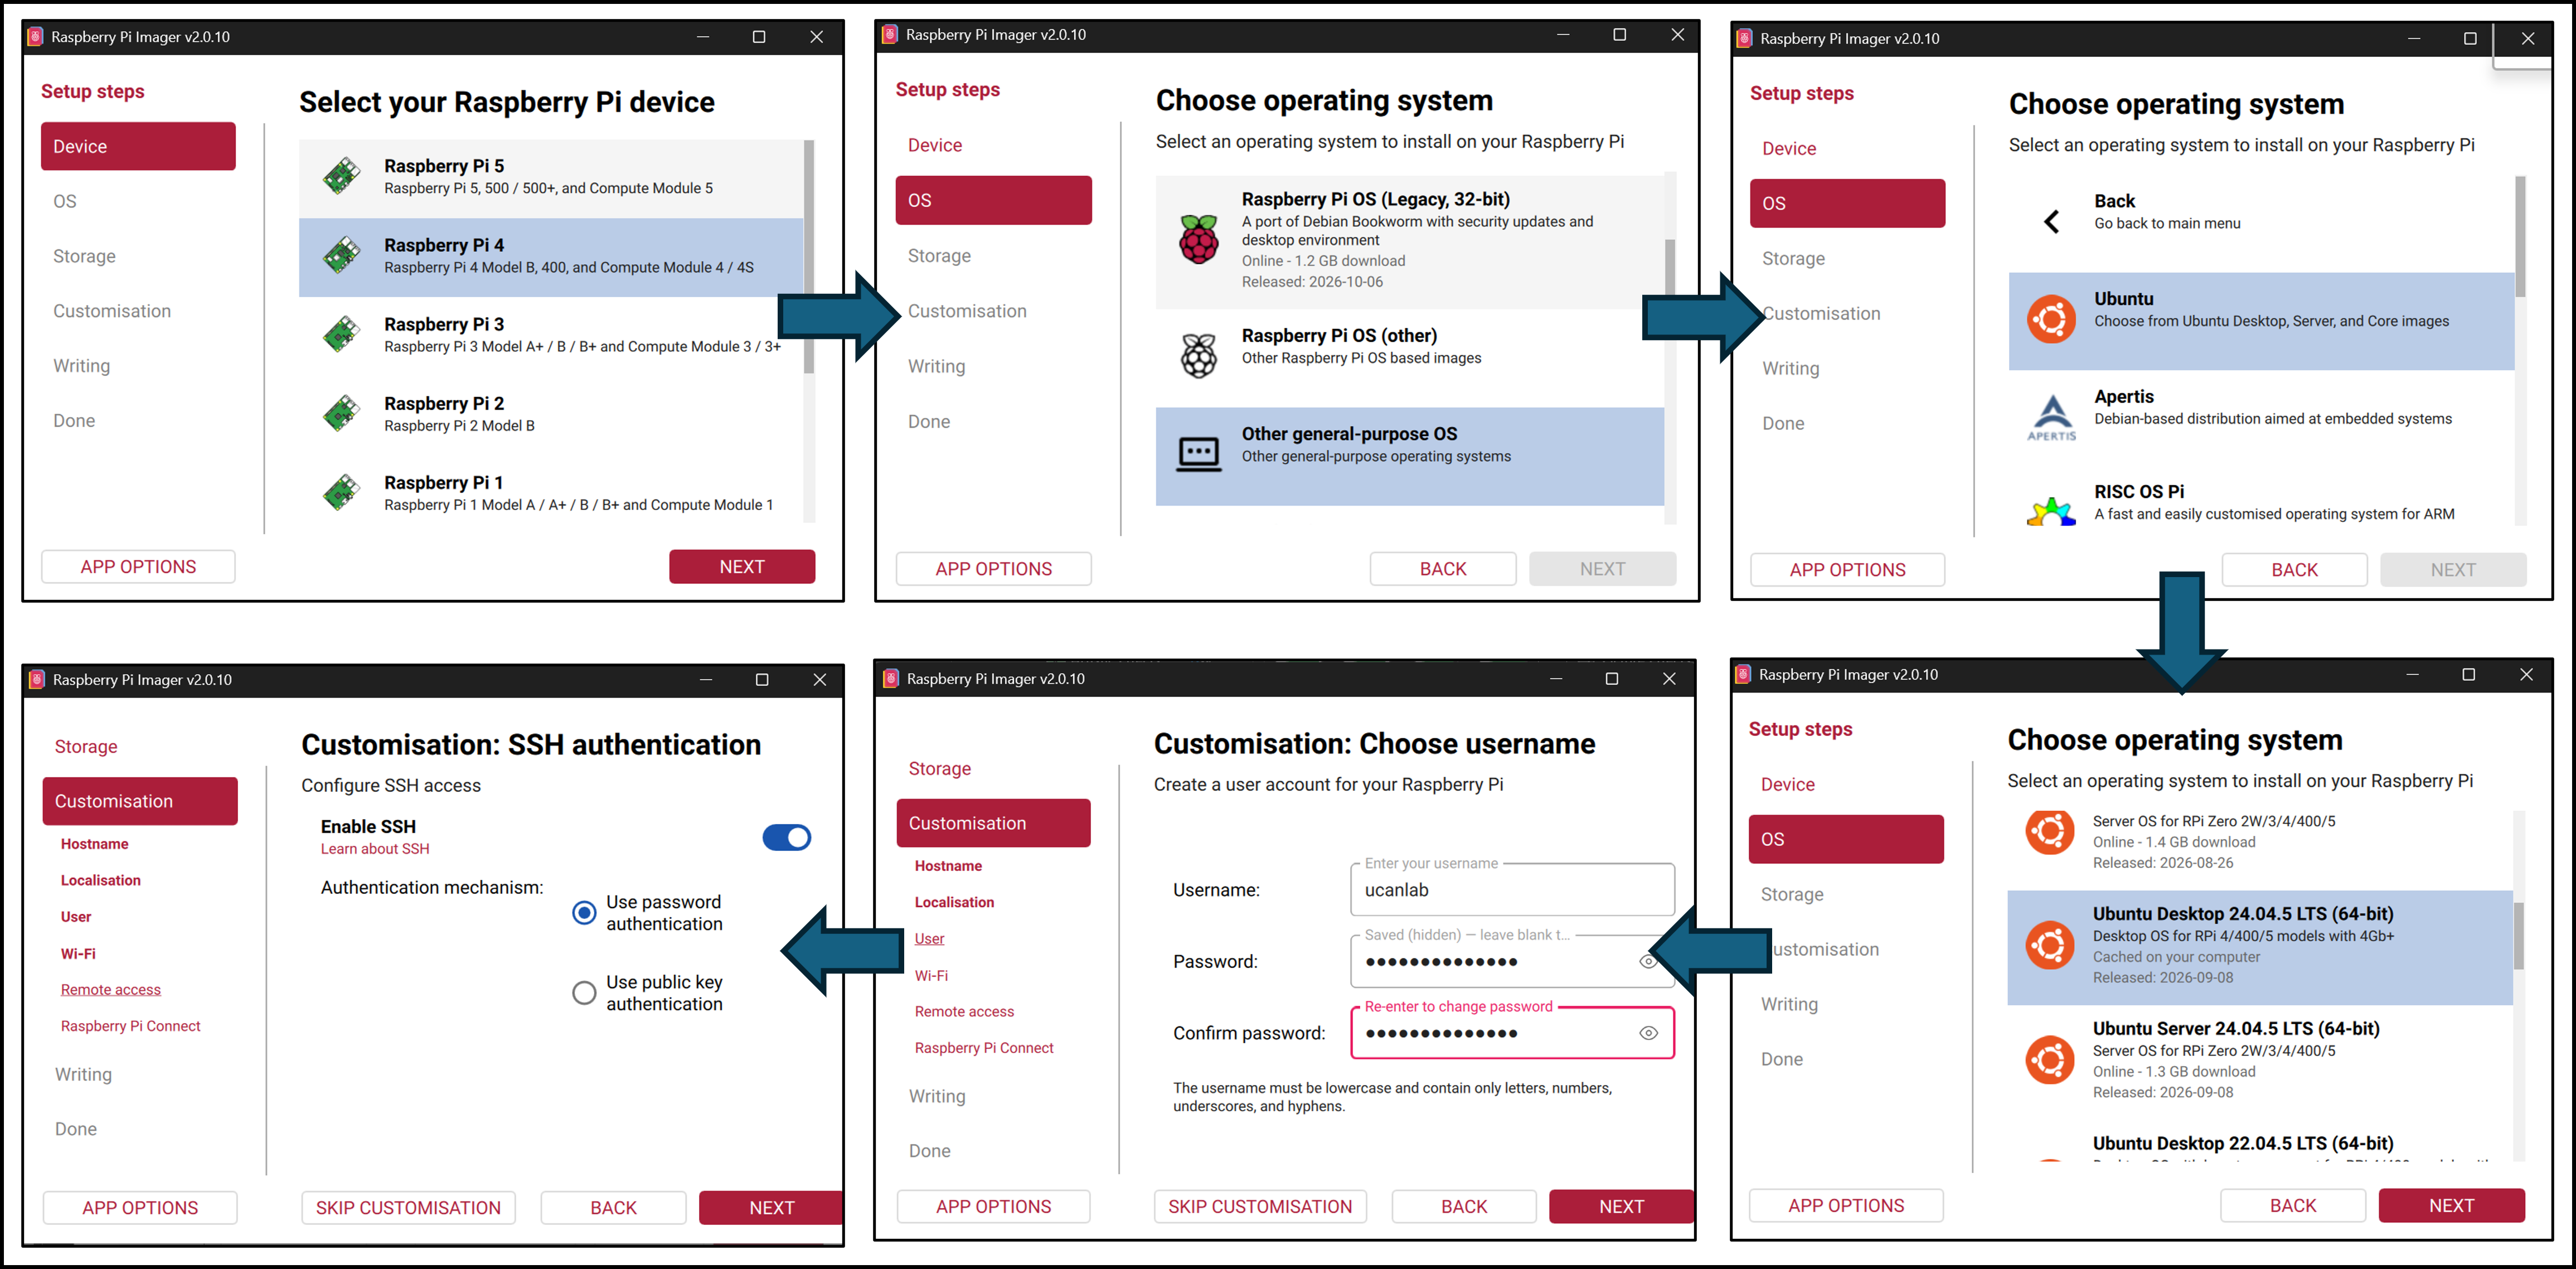 Raspberry Pi Imager v2.0.10
Setup steps
Device
OS
Storage
Customisation
Writing
Done
APP OPTIONS
Select your Raspberry Pi device
Raspberry Pi 5
Raspberry Pi 5, 500 / 500+, and Compute Module 5
Raspberry Pi 4
Raspberry Pi 4 Model B, 400, and Compute Module 4 / 4S
Raspberry Pi 3
Raspberry Pi 3 Model A+ / B / B+ and Compute Module 3 / 3+
Raspberry Pi 2
Raspberry Pi 2 Model B
Raspberry Pi 1
Raspberry Pi 1 Model A / A+ / B / B+ and Compute Module 1
NEXT
Raspberry Pi Imager v2.0.10
Setup steps
Device
OS
Storage
Customisation
Writing
Done
APP OPTIONS
Choose operating system
Select an operating system to install on your Raspberry Pi
Raspberry Pi OS (Legacy, 32-bit)
A port of Debian Bookworm with security updates and
desktop environment
Online - 1.2 GB download
Released: 2026-10-06
Raspberry Pi OS (other)
Other Raspberry Pi OS based images
Other general-purpose OS
Other general-purpose operating systems
BACK
NEXT
Raspberry Pi Imager v2.0.10
Setup steps
Device
OS
Storage
Customisation
Writing
Done
APP OPTIONS
Choose operating system
Select an operating system to install on your Raspberry Pi
Back
Go back to main menu
Ubuntu
Choose from Ubuntu Desktop, Server, and Core images
APERTIS
Apertis
Debian-based distribution aimed at embedded systems
RISC OS Pi
A fast and easily customised operating system for ARM
BACK
NEXT
Raspberry Pi Imager v2.0.10
Setup steps
Device
OS
Storage
ustomisation
Writing
Done
APP OPTIONS
Choose operating system
Select an operating system to install on your Raspberry Pi
Server OS for RPi Zero 2W/3/4/400/5
Online - 1.4 GB download
Released: 2026-08-26
Ubuntu Desktop 24.04.5 LTS (64-bit)
Desktop OS for RPi 4/400/5 models with 4Gb+
Cached on your computer
Released: 2026-09-08
Ubuntu Server 24.04.5 LTS (64-bit)
Server OS for RPi Zero 2W/3/4/400/5
Online - 1.3 GB download
Released: 2026-09-08
Ubuntu Desktop 22.04.5 LTS (64-bit)
BACK
NEXT
Raspberry Pi Imager v2.0.10
Storage
Customisation
Hostname
Localisation
User
Wi-Fi
Remote access
Raspberry Pi Connect
Writing
Done
APP OPTIONS
Customisation: Choose username
Create a user account for your Raspberry Pi
Enter your username
Username: ucanlab
Saved (hidden) — leave blank t...
Password: ••••••••••••••
Re-enter to change password
Confirm password: ••••••••••••••
The username must be lowercase and contain only letters, numbers,
underscores, and hyphens.
SKIP CUSTOMISATION
BACK
NEXT
Raspberry Pi Imager v2.0.10
Storage
Customisation
Hostname
Localisation
User
Wi-Fi
Remote access
Raspberry Pi Connect
Writing
Done
APP OPTIONS
Customisation: SSH authentication
Configure SSH access
Enable SSH
Learn about SSH
Authentication mechanism:
Use password
authentication
Use public key
authentication
SKIP CUSTOMISATION
BACK
NEXT